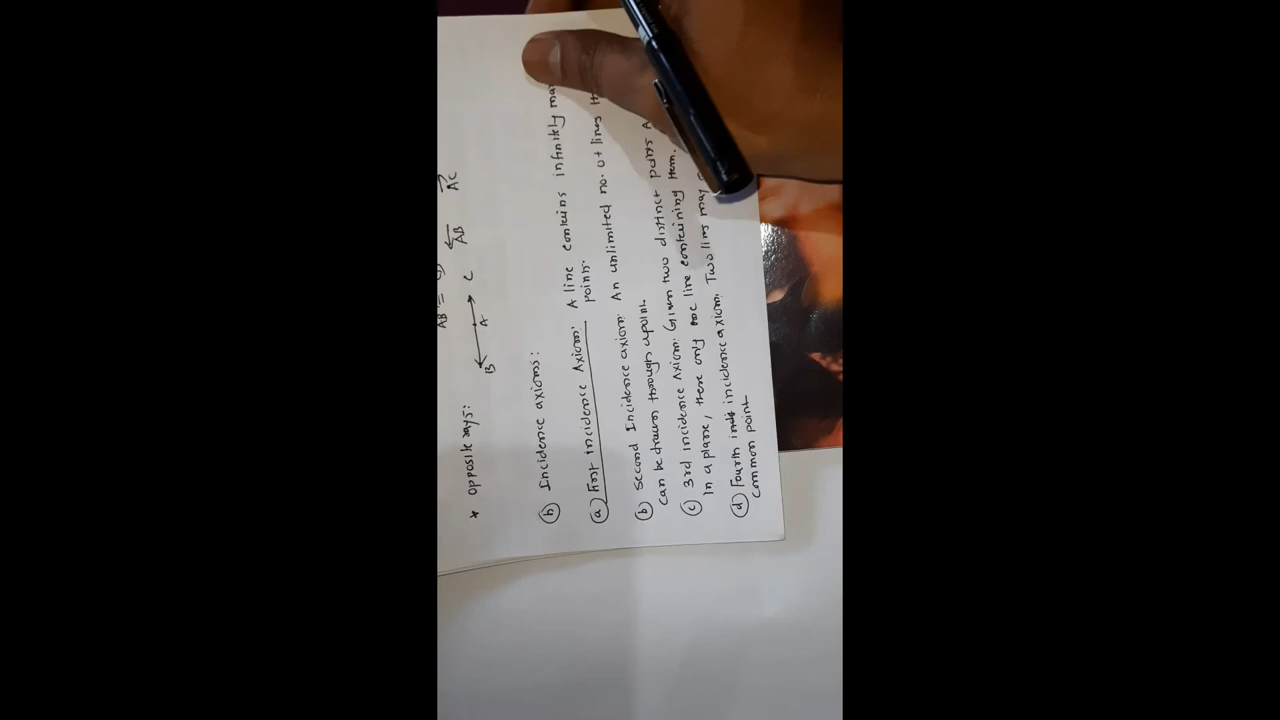 AB = 
AB AC
* opposite rays: B A C
(b) Incidence axioms:
(a) First incidence Axiom: A line contains infinitely
points.
(b) Second Incidence axiom: An unlimited no. of lines
can be drawn through a point.
(c) 3rd incidence Axiom: Given two distinct points A
In a plane, there only one line containing them.
(d) Fourth incidence axiom. Two lines may
common point.